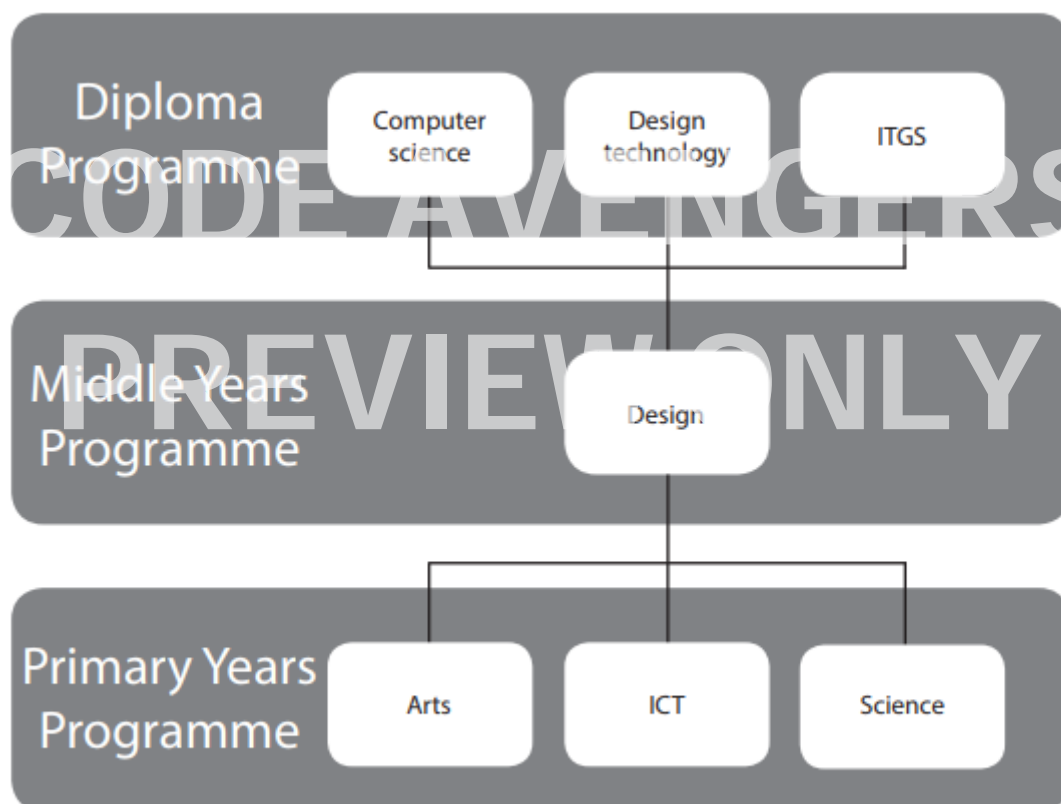 Diploma
Programme
Computer
science
Design
technology
ITGS
CODE AVENGERS
Middle Years
Programme
Design
PREVIEW ONLY
Primary Years
Programme
Arts
ICT
Science